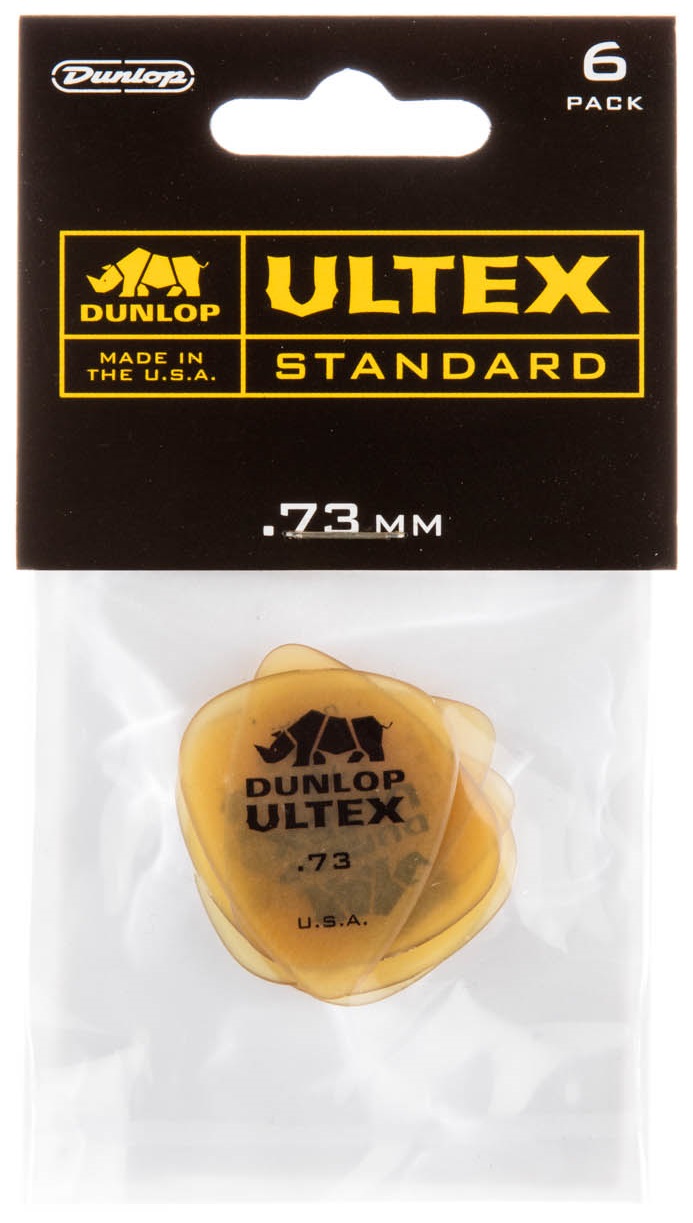 Dunlop
6
PACK
DUNLOP
ULTEX
MADE IN
THE U.S.A.
STANDARD
.73 MM
DUNLOP
ULTEX
.73
U.S.A.